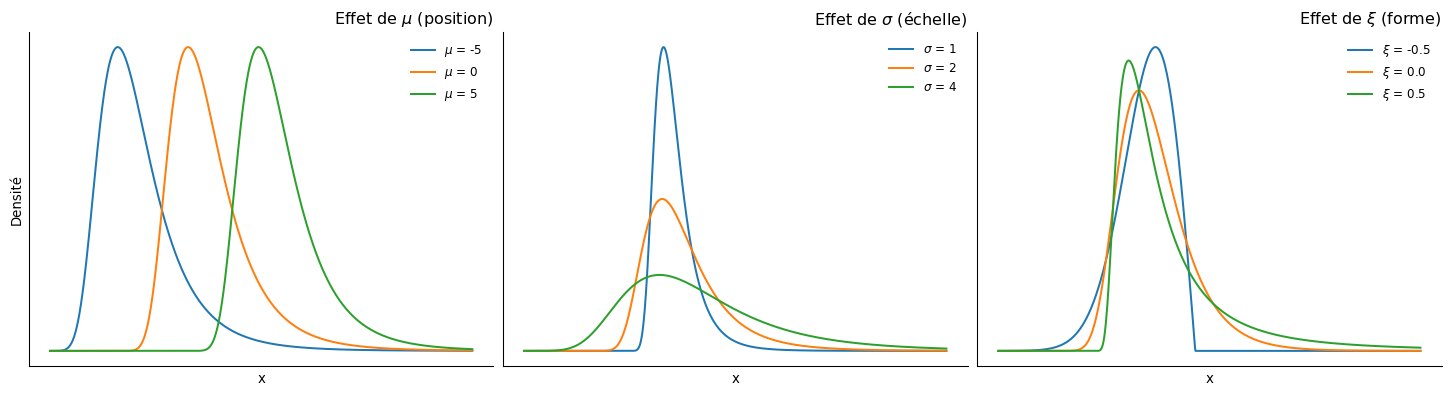 Effet de μ (position)
μ = -5
μ = 0
μ = 5
Densité
x
Effet de σ (échelle)
σ = 1
σ = 2
σ = 4
x
Effet de ξ (forme)
ξ = -0.5
ξ = 0.0
ξ = 0.5
x